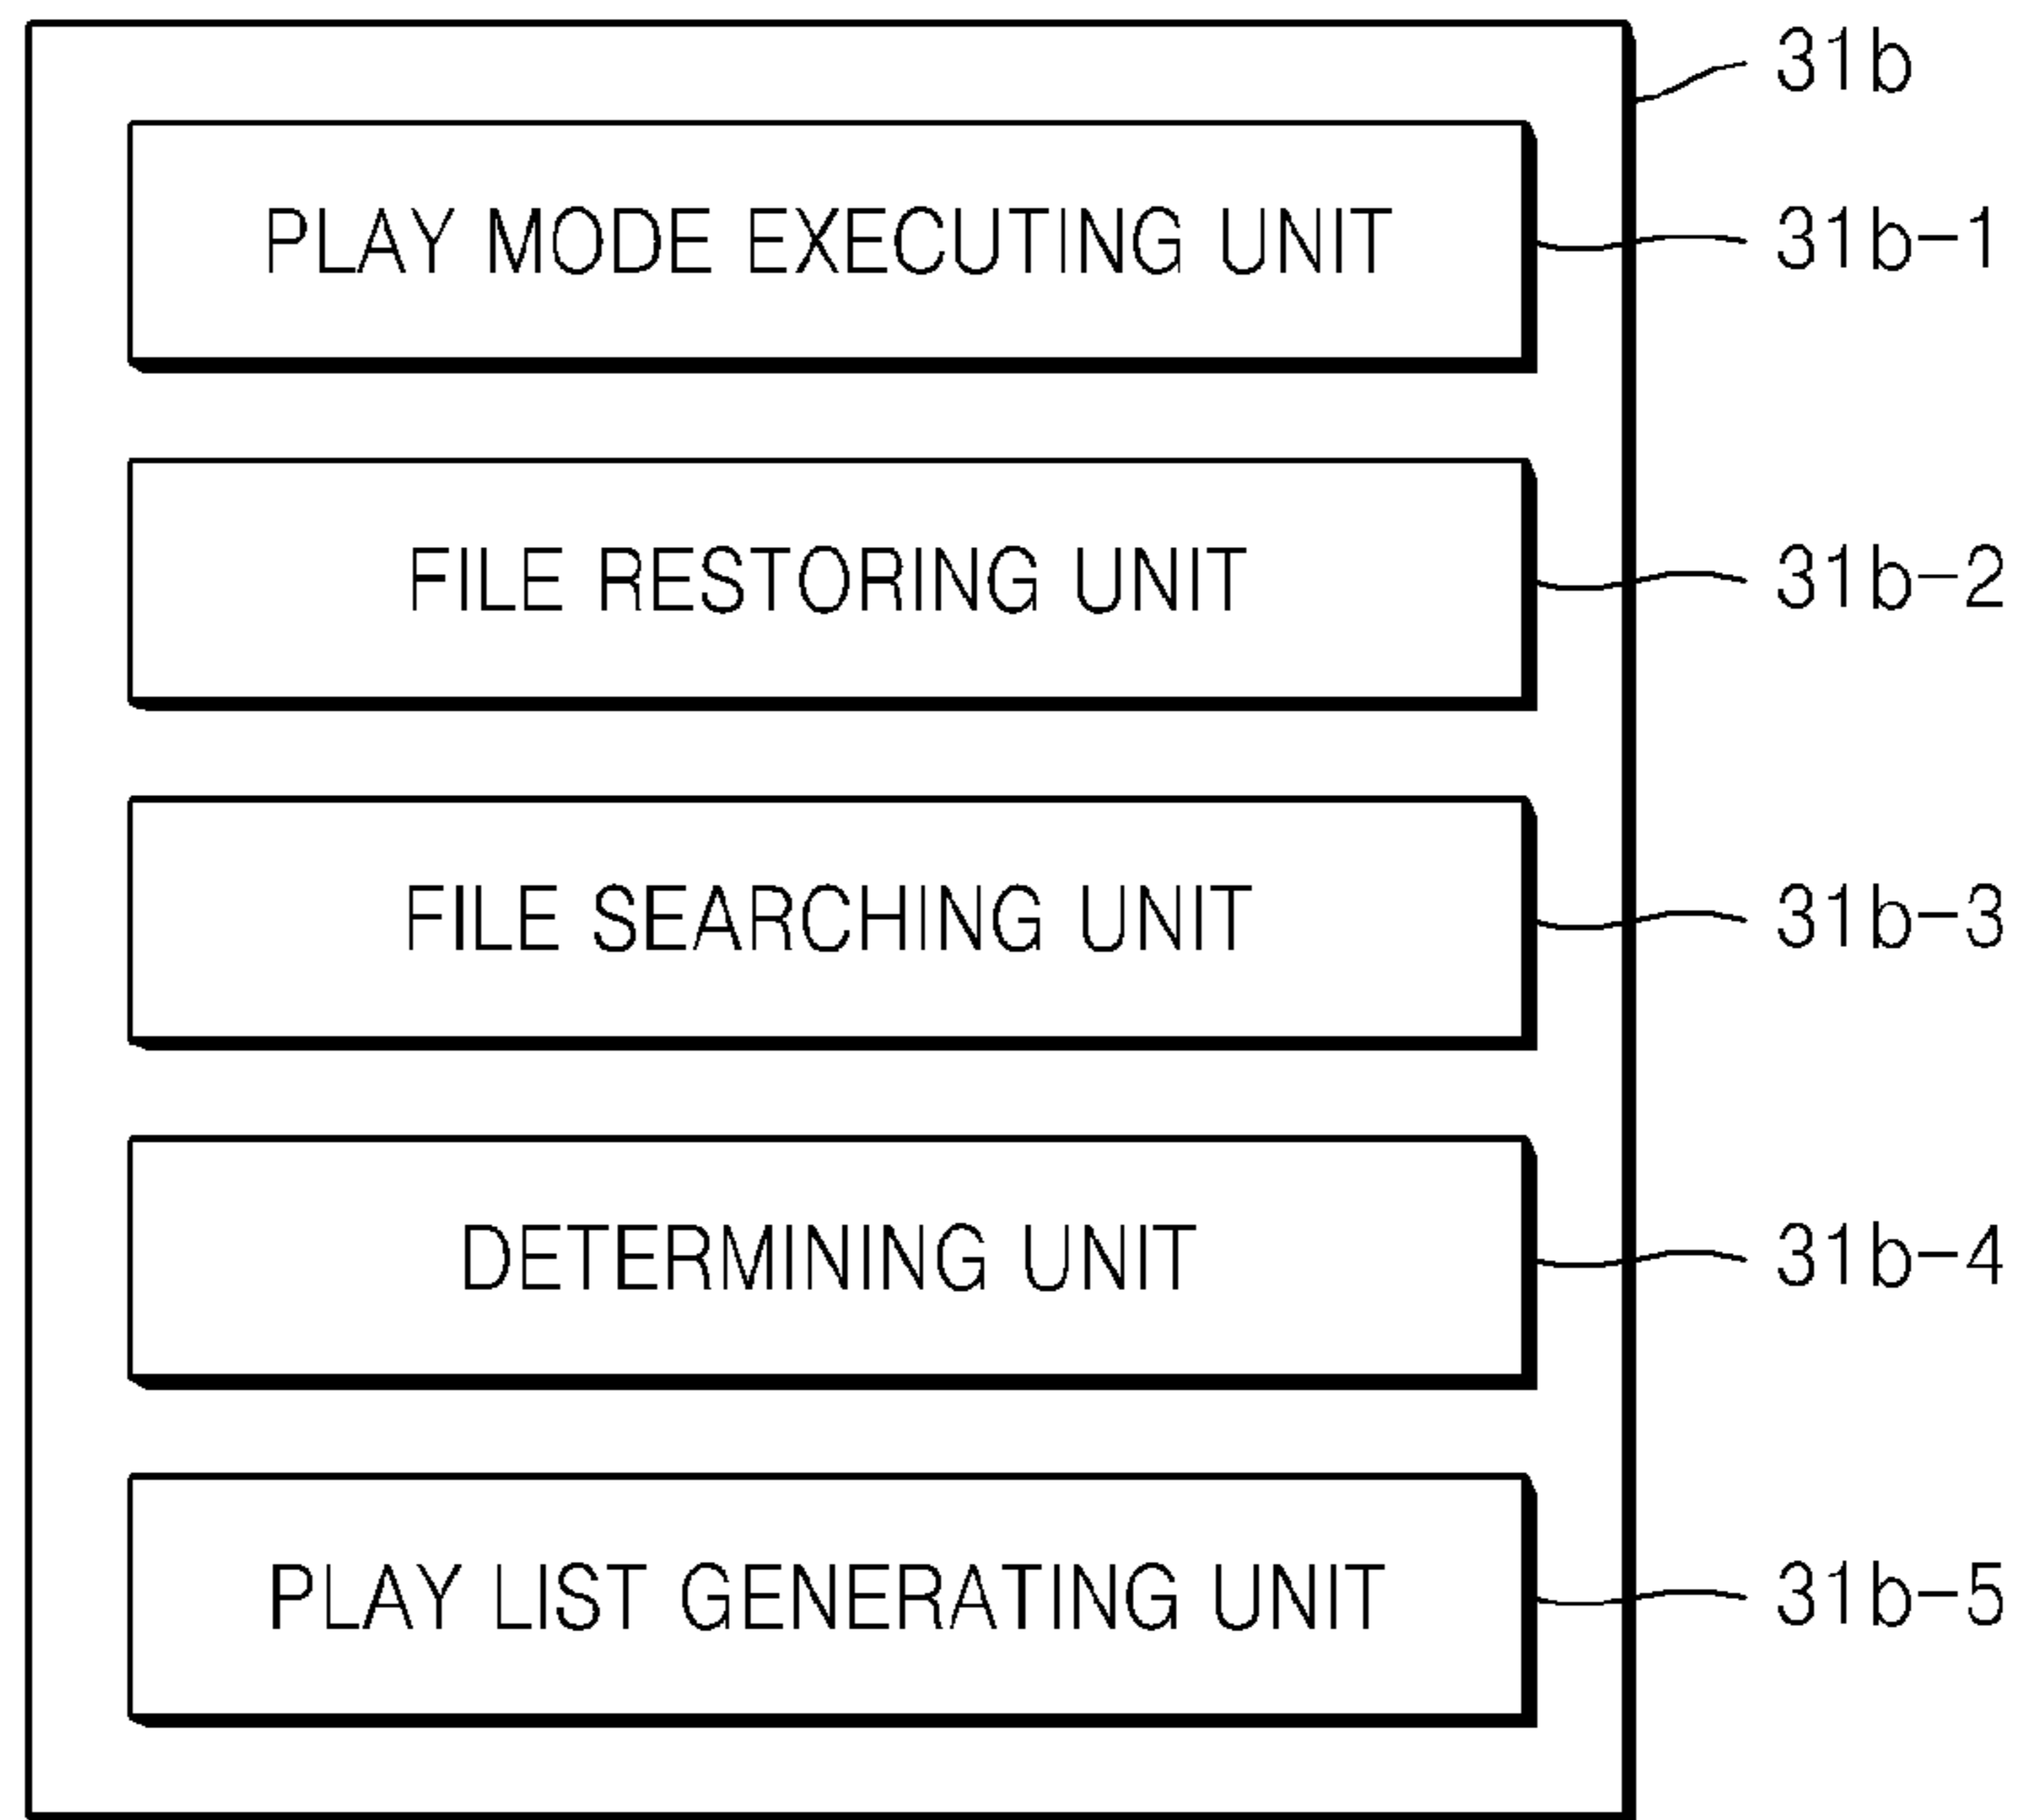 31b
PLAY MODE EXECUTING UNIT 31b-1
FILE RESTORING UNIT 31b-2
FILE SEARCHING UNIT 31b-3
DETERMINING UNIT 31b-4
PLAY LIST GENERATING UNIT 31b-5